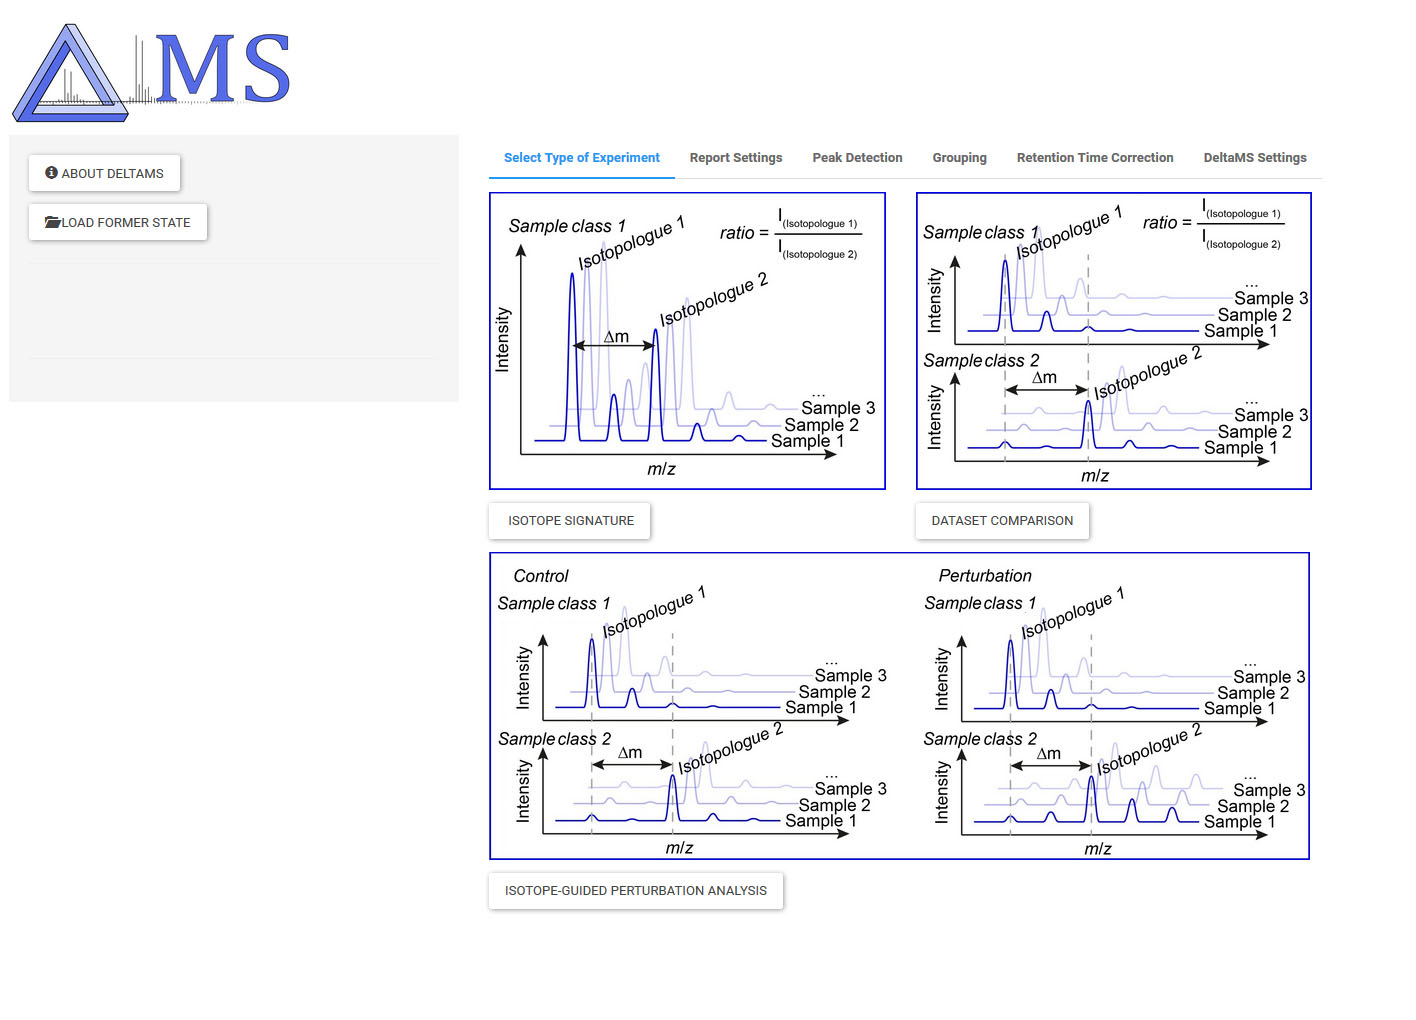 MS
ABOUT DELTAMS
LOAD FORMER STATE
Select Type of Experiment
Report Settings
Peak Detection
Grouping
Retention Time Correction
DeltaMS Settings
Sample class 1
Isotopologue 1
ratio = I(Isotopologue 1)
I(Isotopologue 2)
Isotopologue 2
Intensity
Δm
...
Sample 3
Sample 2
Sample 1
m/z
ISOTOPE SIGNATURE
Sample class 1
Isotopologue 1
ratio = I(Isotopologue 1)
I(Isotopologue 2)
Intensity
...
Sample 3
Sample 2
Sample 1
Sample class 2
Isotopologue 2
Δm
Intensity
...
Sample 3
Sample 2
Sample 1
m/z
DATASET COMPARISON
Control
Sample class 1
Isotopologue 1
Intensity
...
Sample 3
Sample 2
Sample 1
Sample class 2
Isotopologue 2
Δm
Intensity
...
Sample 3
Sample 2
Sample 1
m/z
Perturbation
Sample class 1
Isotopologue 1
Intensity
...
Sample 3
Sample 2
Sample 1
Sample class 2
Isotopologue 2
Δm
Intensity
...
Sample 3
Sample 2
Sample 1
m/z
ISOTOPE-GUIDED PERTURBATION ANALYSIS